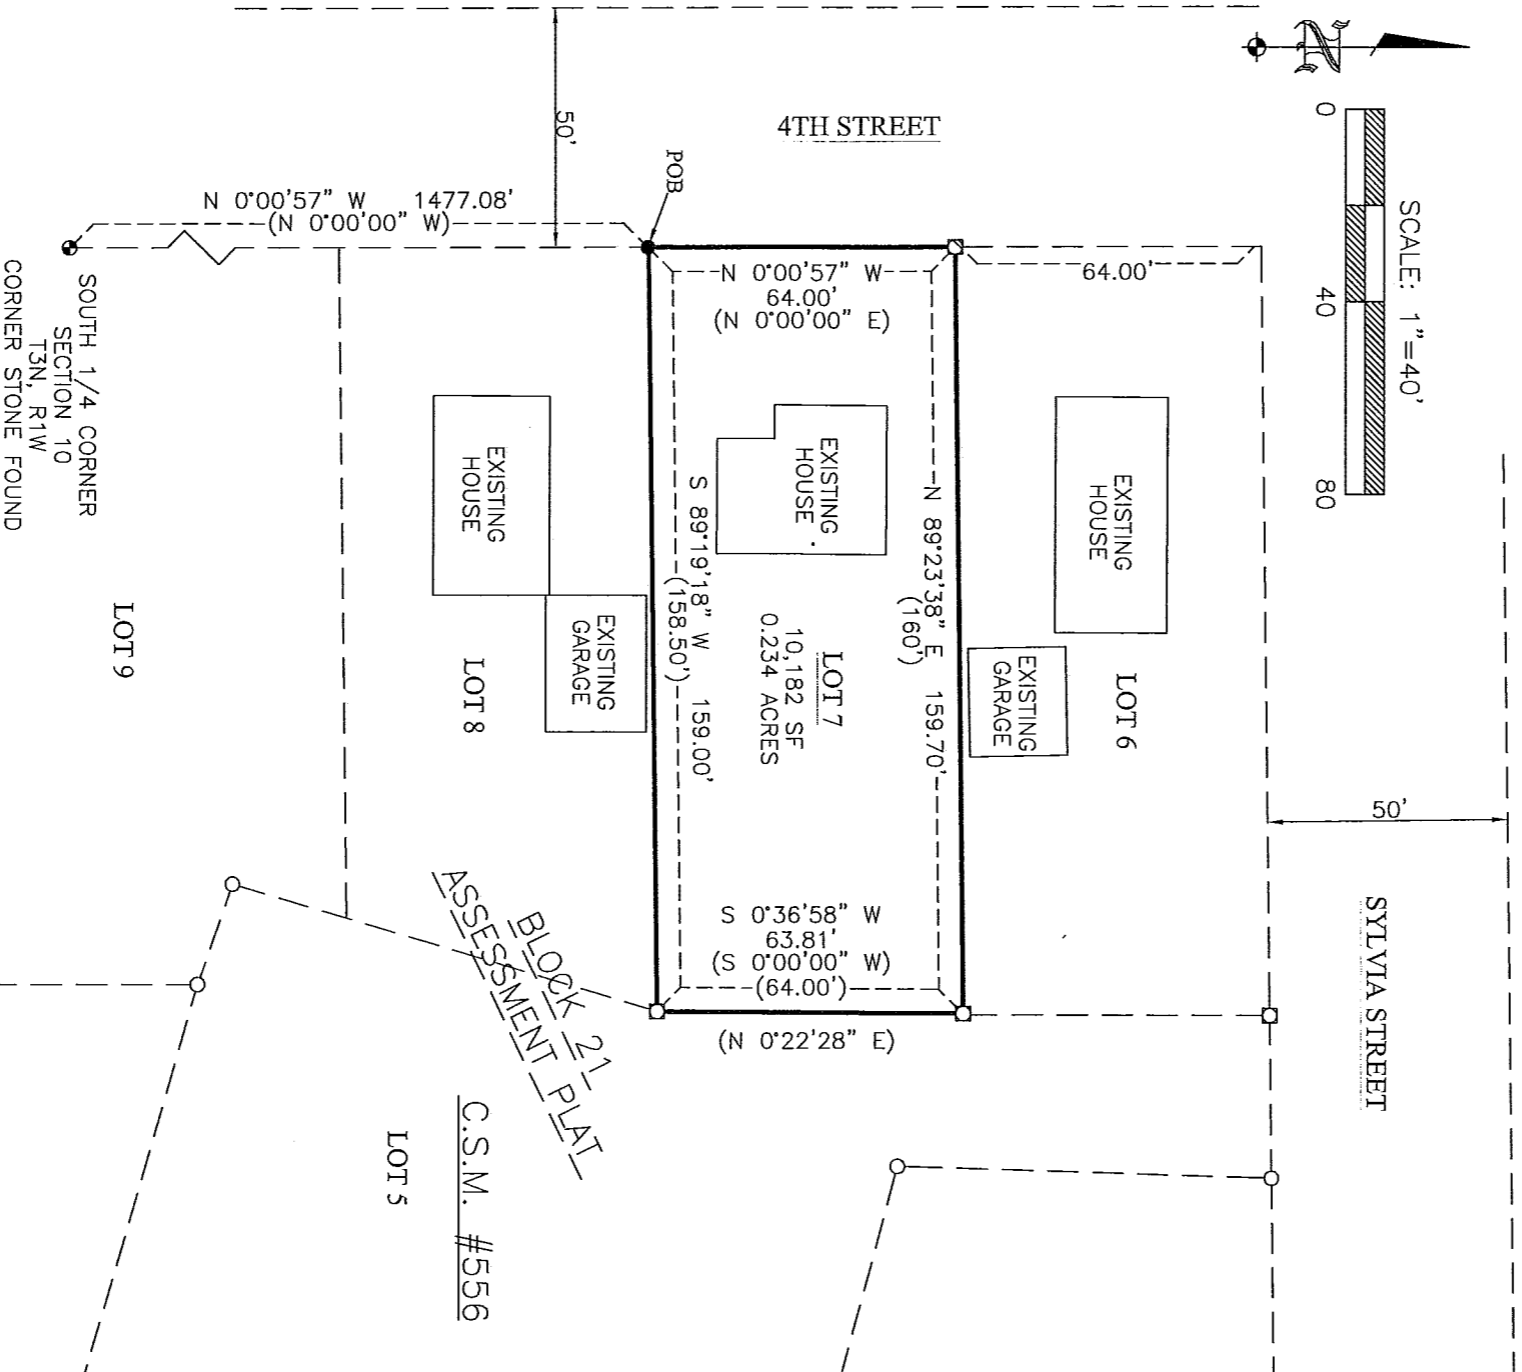 N
SCALE: 1"=40'
0 40 80
4TH STREET
50'
POB
N 0°00'57" W 1477.08'
(N 0°00'00" W)
SOUTH 1/4 CORNER
SECTION 10
T3N, R1W
CORNER STONE FOUND
N 0°00'57" W
64.00'
(N 0°00'00" E)
64.00'
EXISTING
HOUSE
EXISTING
HOUSE
EXISTING
HOUSE
EXISTING
GARAGE
EXISTING
GARAGE
N 89°23'38" E 159.70'
(160')
S 89°19'18" W 159.00'
(158.50')
LOT 7
10,182 SF
0.234 ACRES
LOT 6
LOT 8
LOT 9
50'
SYLVIA STREET
S 0°36'58" W
63.81'
(S 0°00'00" W)
(64.00')
(N 0°22'28" E)
BLOCK 21
ASSESSMENT PLAT
C.S.M. #556
LOT 5